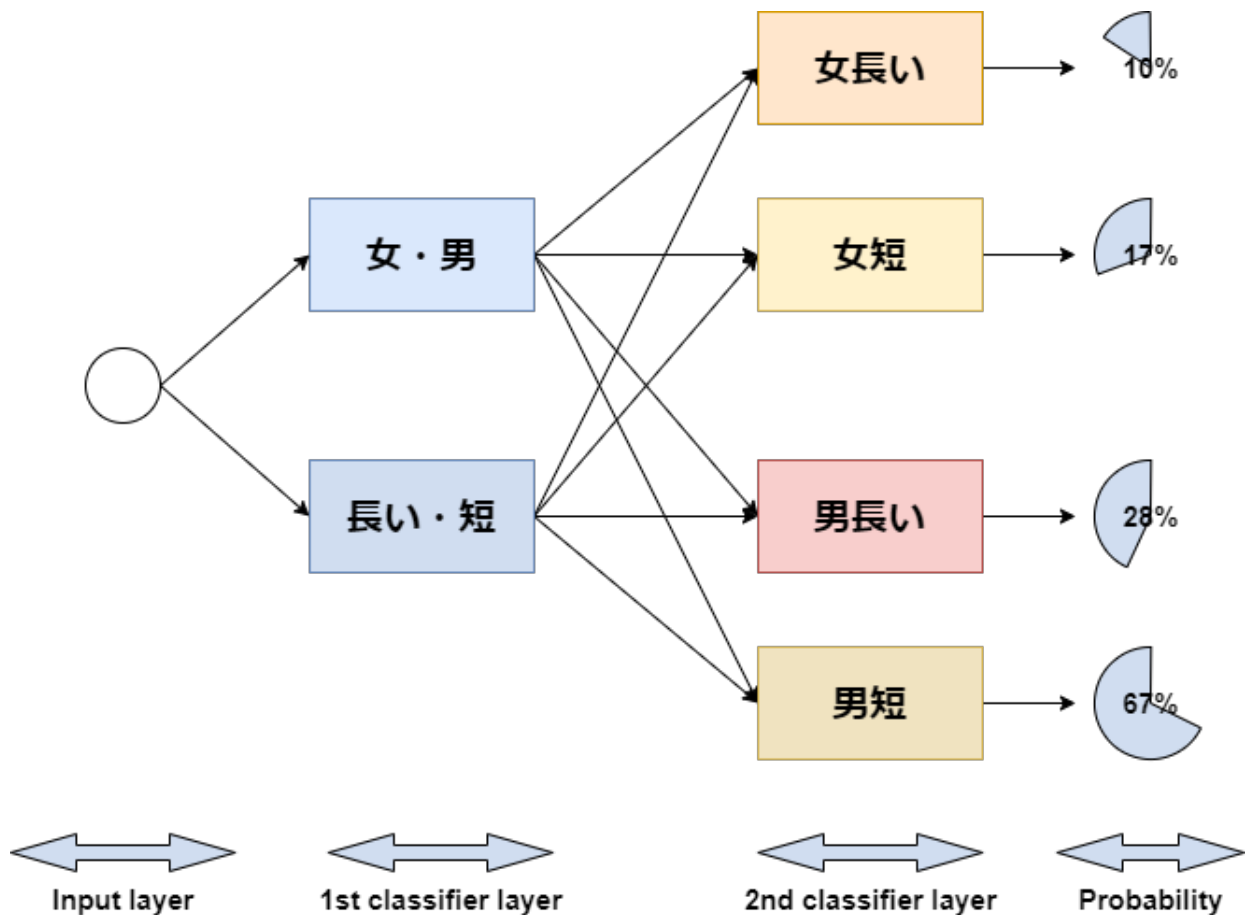 女長い
10%
女・男
女短
17%
長い・短
男長い
28%
男短
67%
Input layer
1st classifier layer
2nd classifier layer
Probability